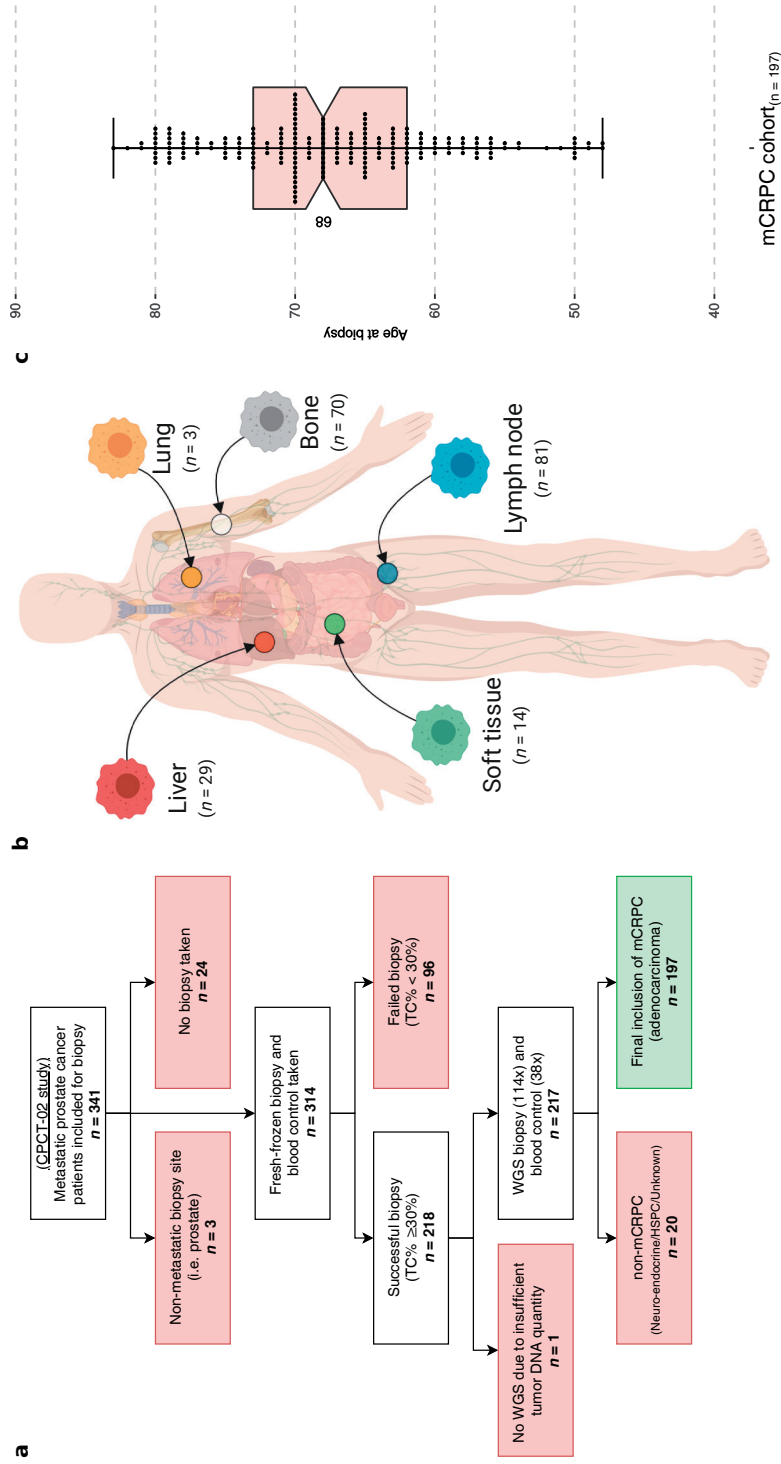 a
(CPCT-02 study)
Metastatic prostate cancer
patients included for biopsy
n = 341
Non-metastatic biopsy site
(i.e. prostate)
n = 3
No biopsy taken
n = 24
Fresh-frozen biopsy and
blood control taken
n = 314
Successful biopsy
(TC% ≥30%)
n = 218
Failed biopsy
(TC% < 30%)
n = 96
No WGS due to insufficient
tumor DNA quantity
n = 1
WGS biopsy (114x) and
blood control (38x)
n = 217
non-mCRPC
(Neuro-endocrine/HSPC/Unknown)
n = 20
Final inclusion of mCRPC
(adenocarcinoma)
n = 197
b
Liver
(n = 29)
Lung
(n = 3)
Bone
(n = 70)
Soft tissue
(n = 14)
Lymph node
(n = 81)
c
90
80
70
60
50
40
Age at biopsy
68
mCRPC cohort(n = 197)